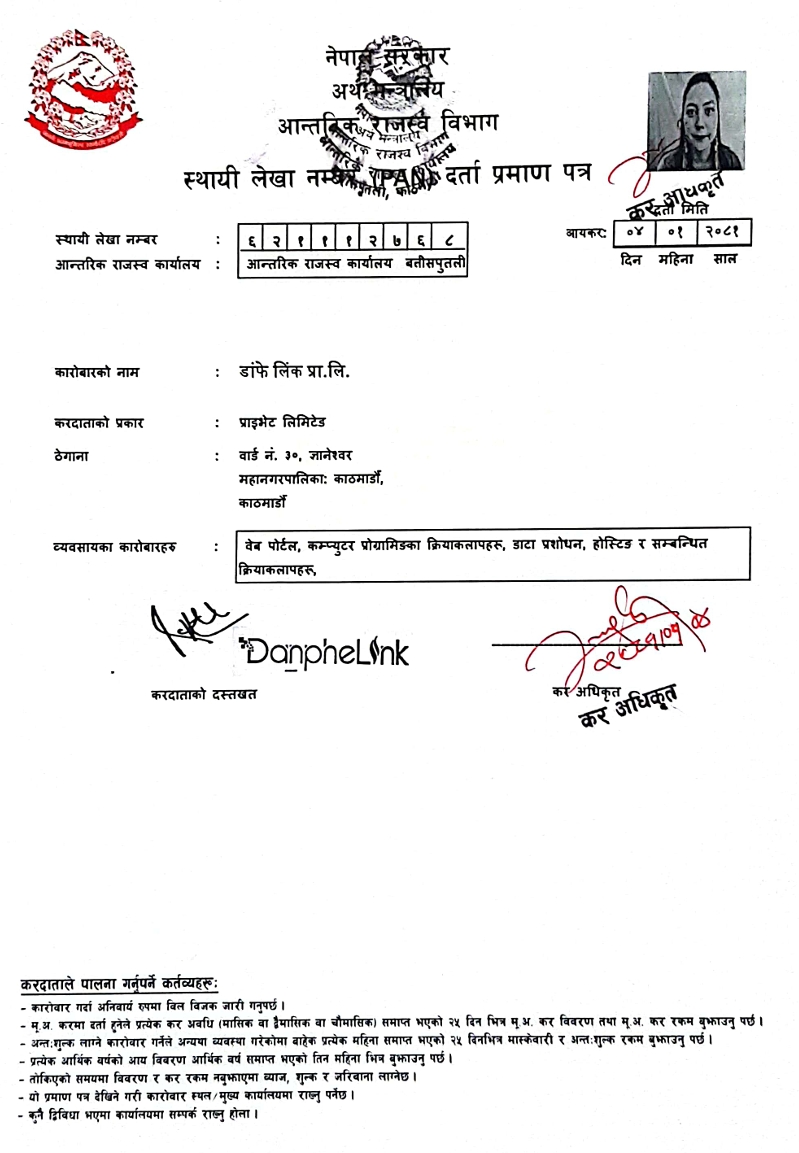 नेपाल सरकार
अर्थ मन्त्रालय
आन्तरिक राजस्व विभाग
स्थायी लेखा नम्बर (PAN) दर्ता प्रमाण पत्र
कर अधिकृत
दर्ता मिति
स्थायी लेखा नम्बर : ६ २ १ १ १ २ ७ ६ ८
आयकर: ०४ ०१ २०८१
दिन महिना साल
आन्तरिक राजस्व कार्यालय : आन्तरिक राजस्व कार्यालय बतीसपुतली
कारोबारको नाम : डांफे लिंक प्रा.लि.
करदाताको प्रकार : प्राइभेट लिमिटेड
ठेगाना : वार्ड नं. ३०, ज्ञानेश्वर
महानगरपालिका: काठमाडौँ,
काठमाडौँ
व्यवसायका कारोबारहरु : वेब पोर्टल, कम्प्युटर प्रोग्रामिङका क्रियाकलापहरू, डाटा प्रशोधन, होस्टिङ र सम्बन्धित
क्रियाकलापहरू,
DanpheLink
करदाताको दस्तखत
कर अधिकृत
कर अधिकृत
करदाताले पालना गर्नुपर्ने कर्तव्यहरू:
- कारोवार गर्दा अनिवार्य रुपमा विल विजक जारी गनुपर्छ ।
- मू.अ. करमा दर्ता हुनेले प्रत्येक कर अवधि (मासिक वा द्वैमासिक वा चौमासिक) समाप्त भएको २५ दिन भित्र मू.अ. कर विवरण तथा मू.अ. कर रकम बुझाउनु पर्छ ।
- अन्त:शुल्क लाग्ने कारोवार गर्नेले अन्यथा व्यवस्था गरेकोमा बाहेक प्रत्येक महिना समाप्त भएको २५ दिनभित्र मास्केवारी र अन्त:शुल्क रकम बुझाउनु पर्छ ।
- प्रत्येक आर्थिक बर्षको आय विवरण आर्थिक वर्ष समाप्त भएको तिन महिना भित्र बुझाउनु पर्छ ।
- तोकिएको समयमा विवरण र कर रकम नबुझाएमा ब्याज, शुल्क र जरिवाना लाग्नेछ ।
- यो प्रमाण पत्र देखिने गरी कारोवार स्थल/मुख्य कार्यालयमा राख्नु पर्नेछ ।
- कुनै द्विविधा भएमा कार्यालयमा सम्पर्क राख्नु होला ।